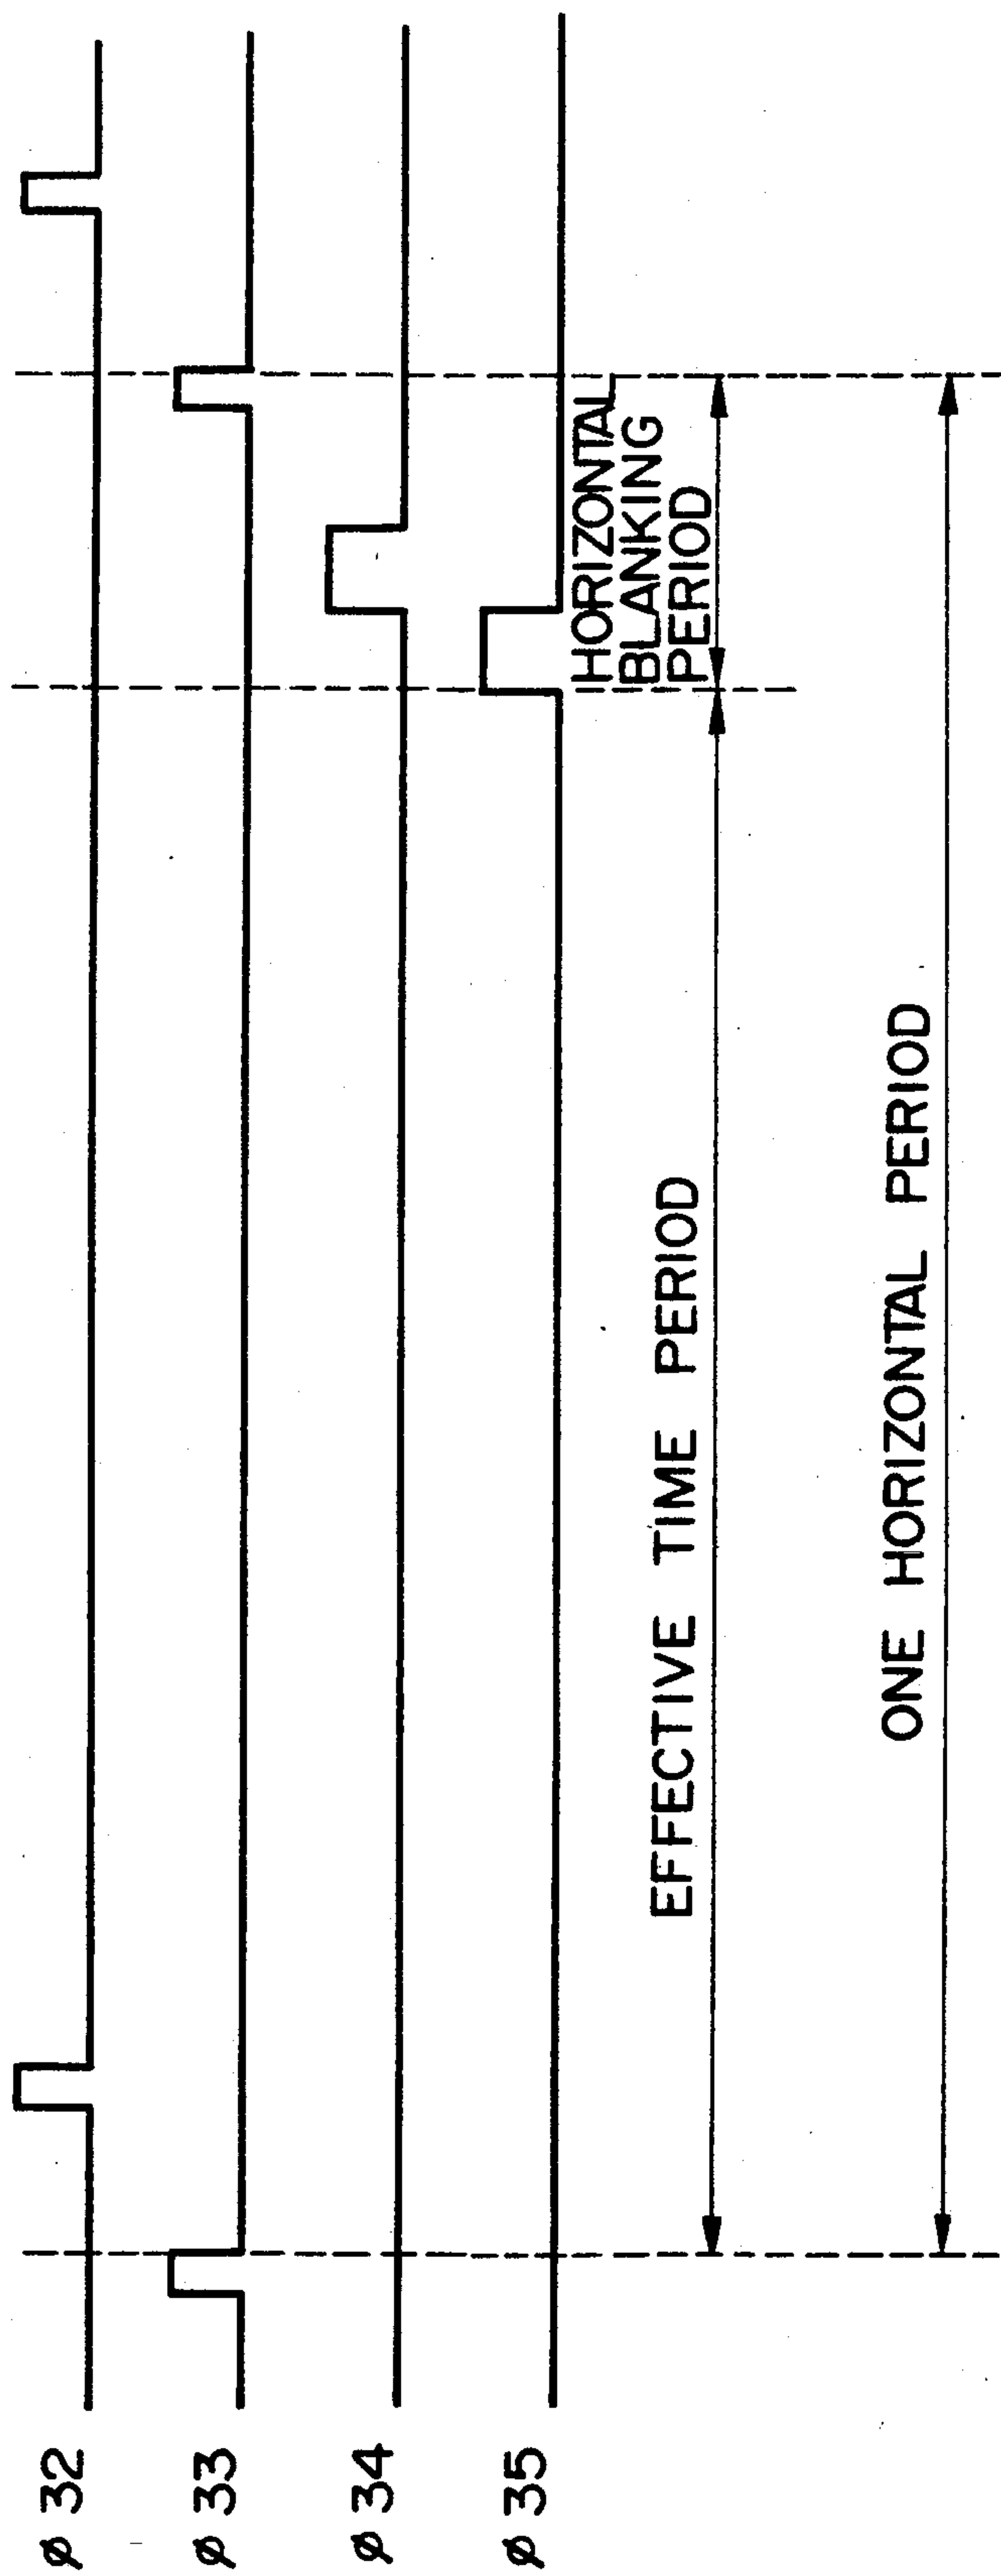 ø 32
ø 33
ø 34
ø 35
HORIZONTAL
BLANKING
PERIOD
EFFECTIVE TIME PERIOD
ONE HORIZONTAL PERIOD